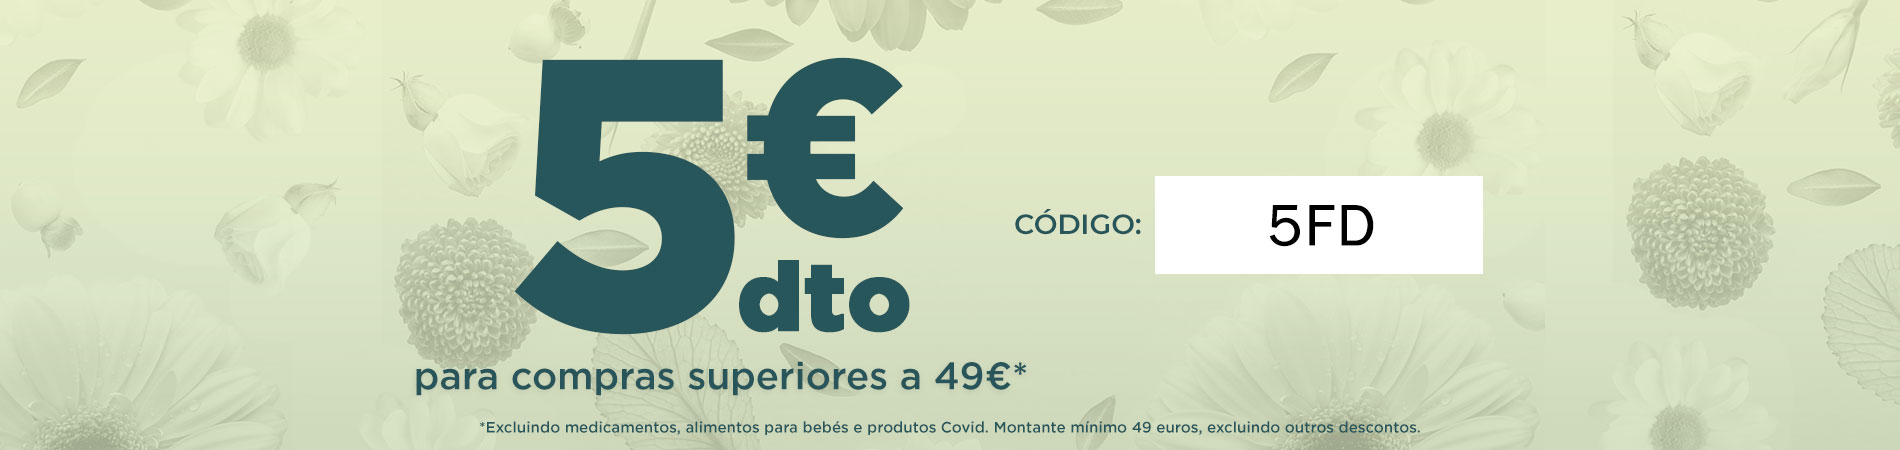 5€
dto
para compras superiores a 49€*
CÓDIGO: 5FD
*Excluindo medicamentos, alimentos para bebés e produtos Covid. Montante mínimo 49 euros, excluindo outros descontos.